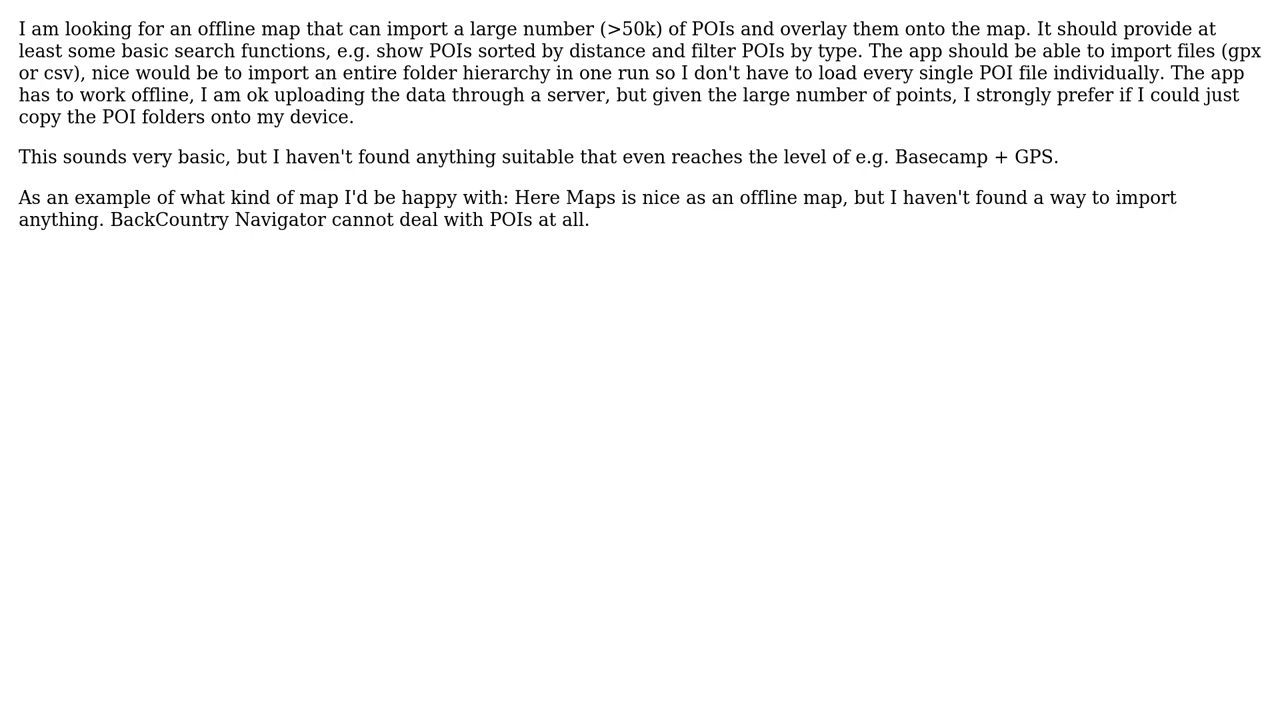 I am looking for an offline map that can import a large number (>50k) of POIs and overlay them onto the map. It should provide at
least some basic search functions, e.g. show POIs sorted by distance and filter POIs by type. The app should be able to import files (gpx
or csv), nice would be to import an entire folder hierarchy in one run so I don't have to load every single POI file individually. The app
has to work offline, I am ok uploading the data through a server, but given the large number of points, I strongly prefer if I could just
copy the POI folders onto my device.
This sounds very basic, but I haven't found anything suitable that even reaches the level of e.g. Basecamp + GPS.
As an example of what kind of map I'd be happy with: Here Maps is nice as an offline map, but I haven't found a way to import
anything. BackCountry Navigator cannot deal with POIs at all.